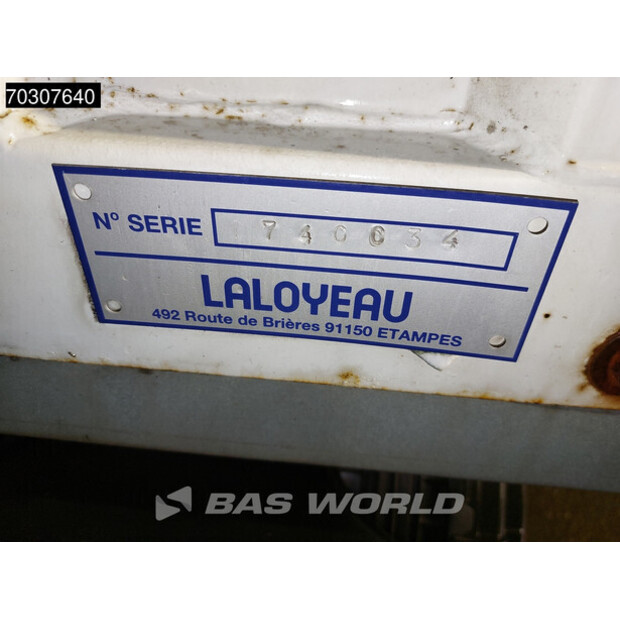 70307640
N° SERIE 740634
LALOYEAU
492 Route de Brières 91150 ETAMPES
BAS WORLD